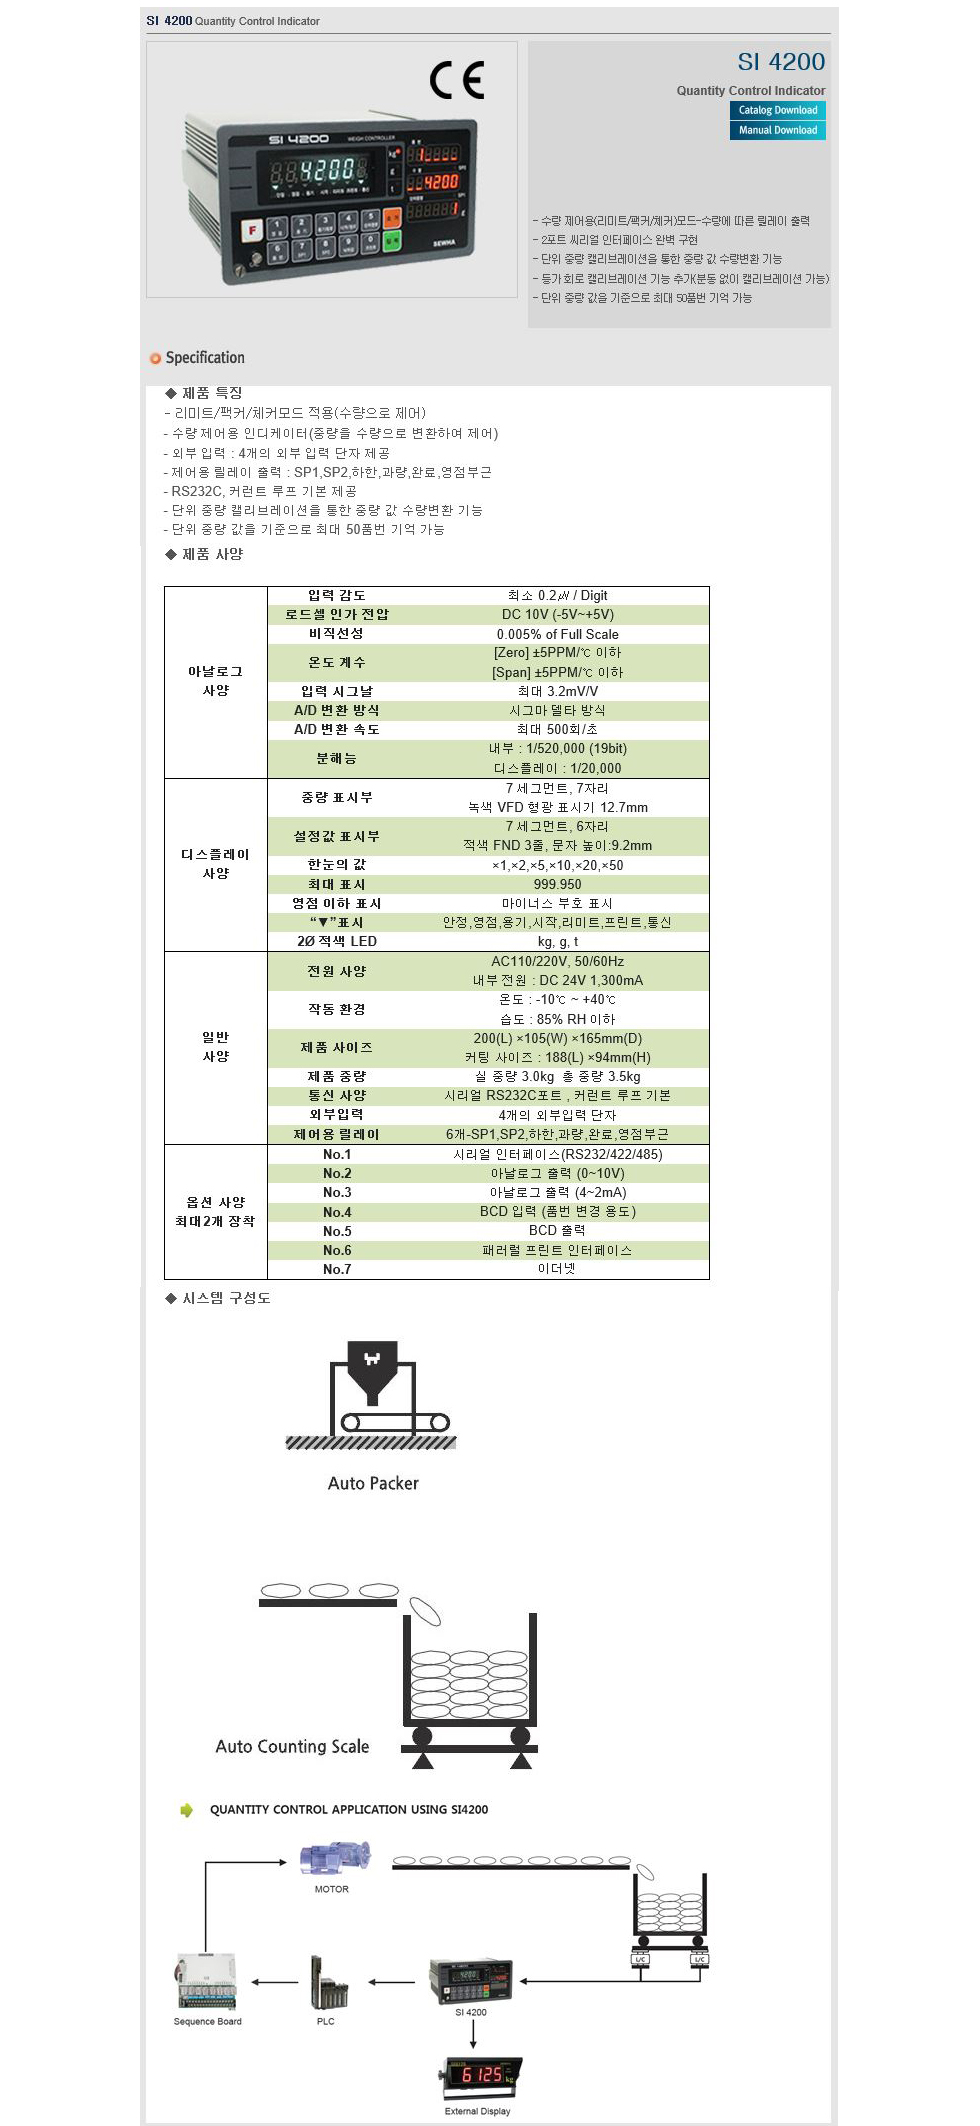 SI 4200 Quantity Control Indicator
CE
SI 4200
WEIGH CONTROLLER
4200
4200
F
1 2 3 4 5
6 7 8 9 0
SEWHA
SI 4200
Quantity Control Indicator
Catalog Download
Manual Download
- 수량 제어용(리미트/팩커/체커)모드-수량에 따른 릴레이 출력
- 2포트 씨리얼 인터페이스 완벽 구현
- 단위 중량 캘리브레이션을 통한 중량 값 수량변환 기능
- 등가 회로 캘리브레이션 기능 추가(분동 없이 캘리브레이션 가능)
- 단위 중량 값을 기준으로 최대 50품번 기억 가능
Specification
◆ 제품 특징
- 리미트/팩커/체커모드 적용(수량으로 제어)
- 수량 제어용 인디케이터(중량을 수량으로 변환하여 제어)
- 외부 입력 : 4개의 외부 입력 단자 제공
- 제어용 릴레이 출력 : SP1,SP2,하한,과량,완료,영점부근
- RS232C, 커런트 루프 기본 제공
- 단위 중량 캘리브레이션을 통한 중량 값 수량변환 기능
- 단위 중량 값을 기준으로 최대 50품번 기억 가능
◆ 제품 사양
아날로그
사양
입력 감도 최소 0.2㎶ / Digit
로드셀 인가 전압 DC 10V (-5V~+5V)
비직선성 0.005% of Full Scale
온도 계수 [Zero] ±5PPM/℃ 이하
[Span] ±5PPM/℃ 이하
입력 시그날 최대 3.2mV/V
A/D 변환 방식 시그마 델타 방식
A/D 변환 속도 최대 500회/초
분해능 내부 : 1/520,000 (19bit)
디스플레이 : 1/20,000
디스플레이
사양
중량 표시부 7 세그먼트, 7자리
녹색 VFD 형광 표시기 12.7mm
설정값 표시부 7 세그먼트, 6자리
적색 FND 3줄, 문자 높이:9.2mm
한눈의 값 ×1,×2,×5,×10,×20,×50
최대 표시 999.950
영점 이하 표시 마이너스 부호 표시
“▼”표시 안정,영점,용기,시작,리미트,프린트,통신
2Ø 적색 LED kg, g, t
일반
사양
전원 사양 AC110/220V, 50/60Hz
내부 전원 : DC 24V 1,300mA
작동 환경 온도 : -10℃ ~ +40℃
습도 : 85% RH 이하
제품 사이즈 200(L) ×105(W) ×165mm(D)
커팅 사이즈 : 188(L) ×94mm(H)
제품 중량 실 중량 3.0kg 총 중량 3.5kg
통신 사양 시리얼 RS232C포트 , 커런트 루프 기본
외부입력 4개의 외부입력 단자
제어용 릴레이 6개-SP1,SP2,하한,과량,완료,영점부근
옵션 사양
최대2개 장착
No.1 시리얼 인터페이스(RS232/422/485)
No.2 아날로그 출력 (0~10V)
No.3 아날로그 출력 (4~2mA)
No.4 BCD 입력 (품번 변경 용도)
No.5 BCD 출력
No.6 패러럴 프린트 인터페이스
No.7 이더넷
◆ 시스템 구성도
Auto Packer
Auto Counting Scale
QUANTITY CONTROL APPLICATION USING SI4200
MOTOR
L/C L/C
Sequence Board
PLC
4200
SI 4200
6125
kg
External Display